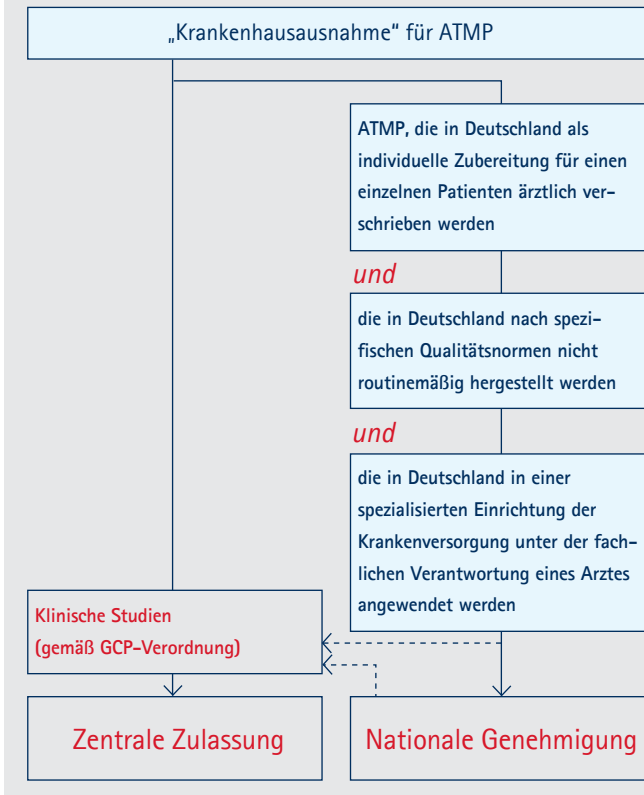 „Krankenhausausnahme“ für ATMP
ATMP, die in Deutschland als
individuelle Zubereitung für einen
einzelnen Patienten ärztlich ver-
schrieben werden
und
die in Deutschland nach spezi-
fischen Qualitätsnormen nicht
routinemäßig hergestellt werden
und
die in Deutschland in einer
spezialisierten Einrichtung der
Krankenversorgung unter der fach-
lichen Verantwortung eines Arztes
angewendet werden
Klinische Studien
(gemäß GCP-Verordnung)
Zentrale Zulassung
Nationale Genehmigung